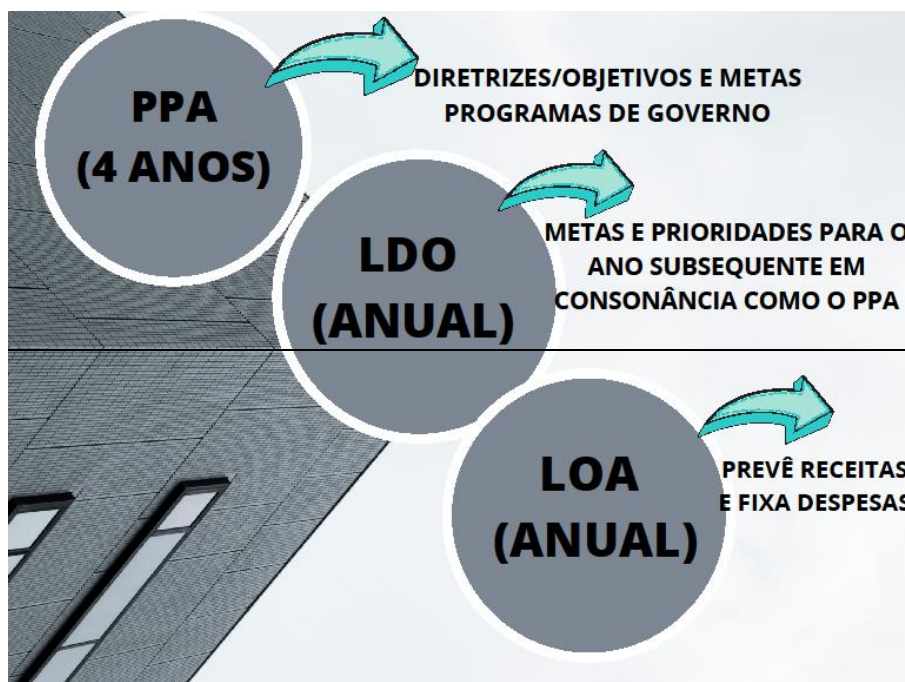 PPA
(4 ANOS)
DIRETRIZES/OBJETIVOS E METAS
PROGRAMAS DE GOVERNO
LDO
(ANUAL)
METAS E PRIORIDADES PARA O
ANO SUBSEQUENTE EM
CONSONÂNCIA COMO O PPA
LOA
(ANUAL)
PREVÊ RECEITAS
E FIXA DESPESAS